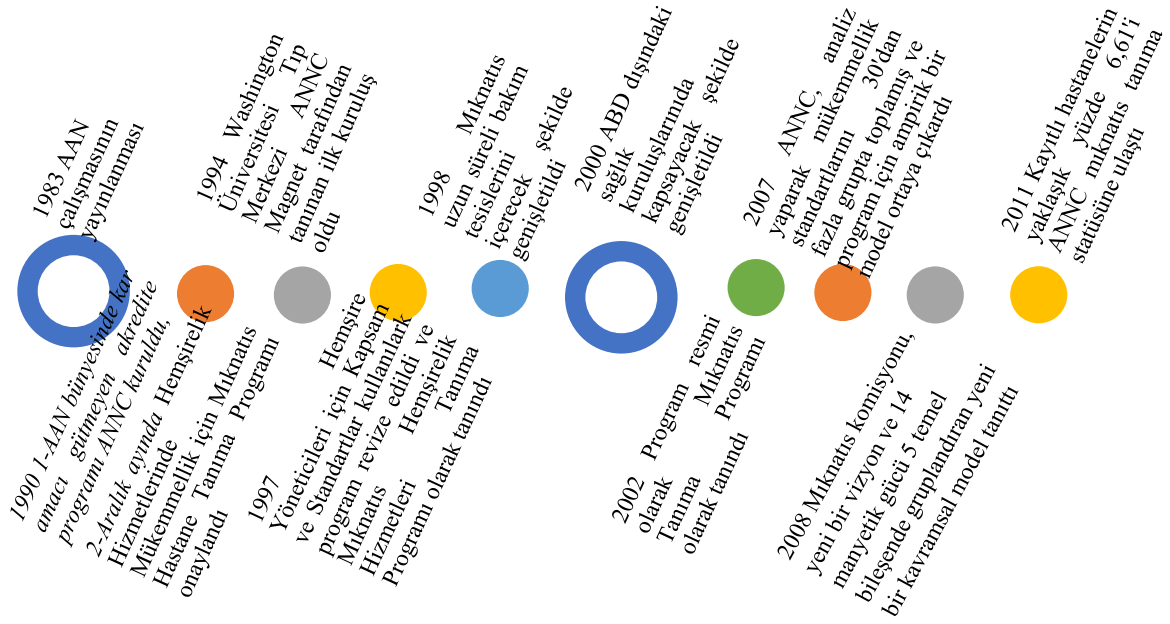 1983 AAN
çalışmasının
yayınlanması
1990 1-AAN bünyesinde kar
amacı gütmeyen akredite
programı ANNC kuruldu,
2-Aralık ayında Hemşirelik
Hizmetlerinde
Mükemmellik için Mıknatıs
Hastane Tanıma Programı
onaylandı
1994 Washington
Üniversitesi Tıp
Merkezi ANNC
Magnet tarafından
tanınan ilk kuruluş
oldu
1997 Hemşire
Yöneticileri için Kapsam
ve Standartlar kullanılark
program revize edildi ve
Mıknatıs Hemşirelik
Hizmetleri Tanıma
Programı olarak tanındı
1998 Mıknatıs
uzun süreli bakım
tesislerini
içerecek şekilde
genişletildi
2000 ABD dışındaki
sağlık
kuruluşlarınıda
kapsayacak şekilde
genişletildi
2002 Program resmi
olarak Mıknatıs
Tanıma Programı
olarak tanındı
2007 ANNC, analiz
yaparak mükemmellik
standartlarını 30'dan
fazla grupta toplamış ve
program için ampirik bir
model ortaya çıkardı
2008 Mıknatıs komisyonu,
yeni bir vizyon ve 14
manyetik gücü 5 temel
bileşende gruplandıran yeni
bir kavramsal model tanıttı
2011 Kayıtlı hastanelerin
yaklaşık yüzde 6,61'i
ANNC mıknatıs tanıma
statüsüne ulaştı